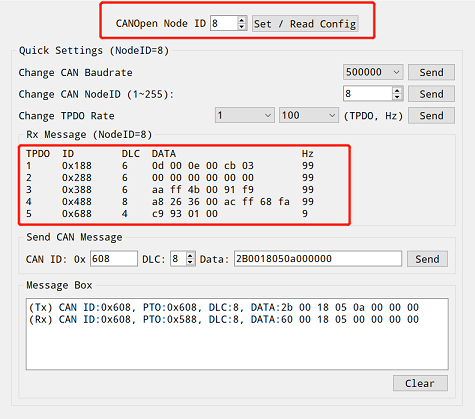 CANOpen Node ID 8 Set / Read Config
Quick Settings (NodeID=8)
Change CAN Baudrate 500000 Send
Change CAN NodeID (1~255): 8 Send
Change TPDO Rate 1 100 (TPDO, Hz) Send
Rx Message (NodeID=8)
TPDO ID DLC DATA Hz
1 0x188 6 0d 00 0e 00 cb 03 99
2 0x288 6 00 00 00 00 00 00 99
3 0x388 6 aa ff 4b 00 91 f9 99
4 0x488 8 a8 26 36 00 ac ff 68 fa 99
5 0x688 4 c9 93 01 00 9
Send CAN Message
CAN ID: 0x 608 DLC: 8 Data: 2B0018050a000000 Send
Message Box
(Tx) CAN ID:0x608, PTO:0x608, DLC:8, DATA:2b 00 18 05 0a 00 00 00
(Rx) CAN ID:0x608, PTO:0x588, DLC:8, DATA:60 00 18 05 00 00 00 00
Clear